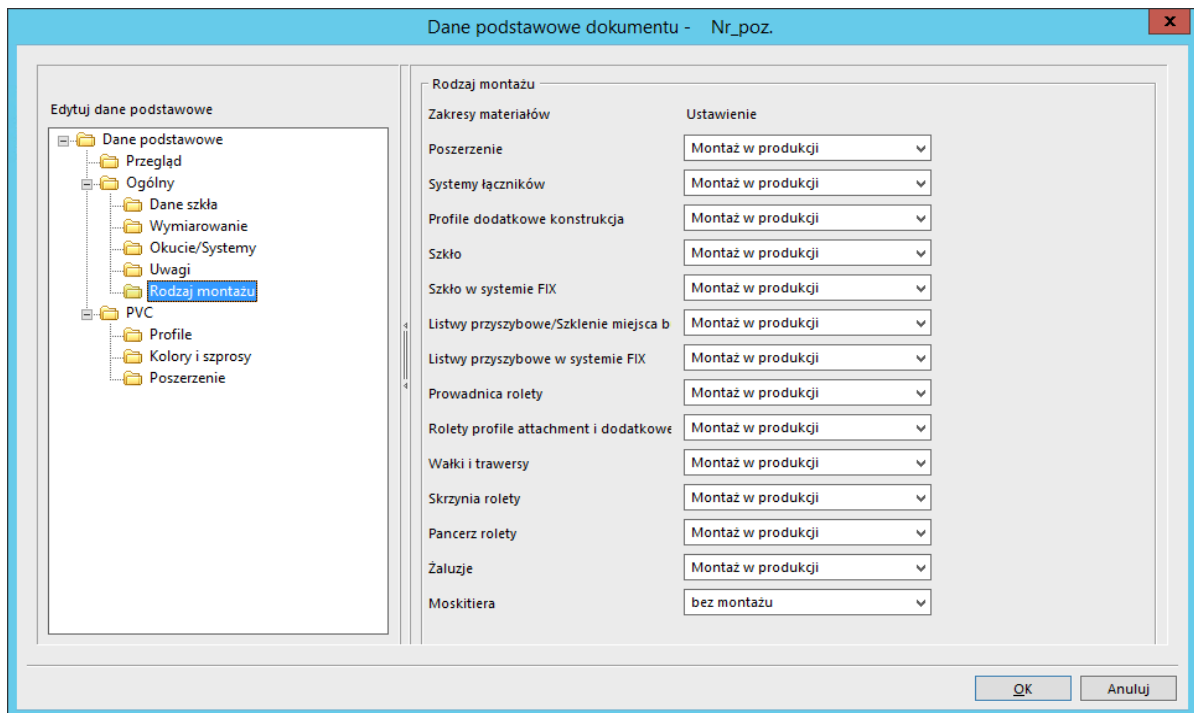 Dane podstawowe dokumentu - Nr_poz.
x
Edytuj dane podstawowe
Dane podstawowe
Przegląd
Ogólny
Dane szkła
Wymiarowanie
Okucie/Systemy
Uwagi
Rodzaj montażu
PVC
Profile
Kolory i szprosy
Poszerzenie
Rodzaj montażu
Zakresy materiałów Ustawienie
Poszerzenie Montaż w produkcji
Systemy łączników Montaż w produkcji
Profile dodatkowe konstrukcja Montaż w produkcji
Szkło Montaż w produkcji
Szkło w systemie FIX Montaż w produkcji
Listwy przyszybowe/Szklenie miejsca b Montaż w produkcji
Listwy przyszybowe w systemie FIX Montaż w produkcji
Prowadnica rolety Montaż w produkcji
Rolety profile attachment i dodatkowe Montaż w produkcji
Wałki i trawersy Montaż w produkcji
Skrzynia rolety Montaż w produkcji
Pancerz rolety Montaż w produkcji
Żaluzje Montaż w produkcji
Moskitiera bez montażu
OK Anuluj